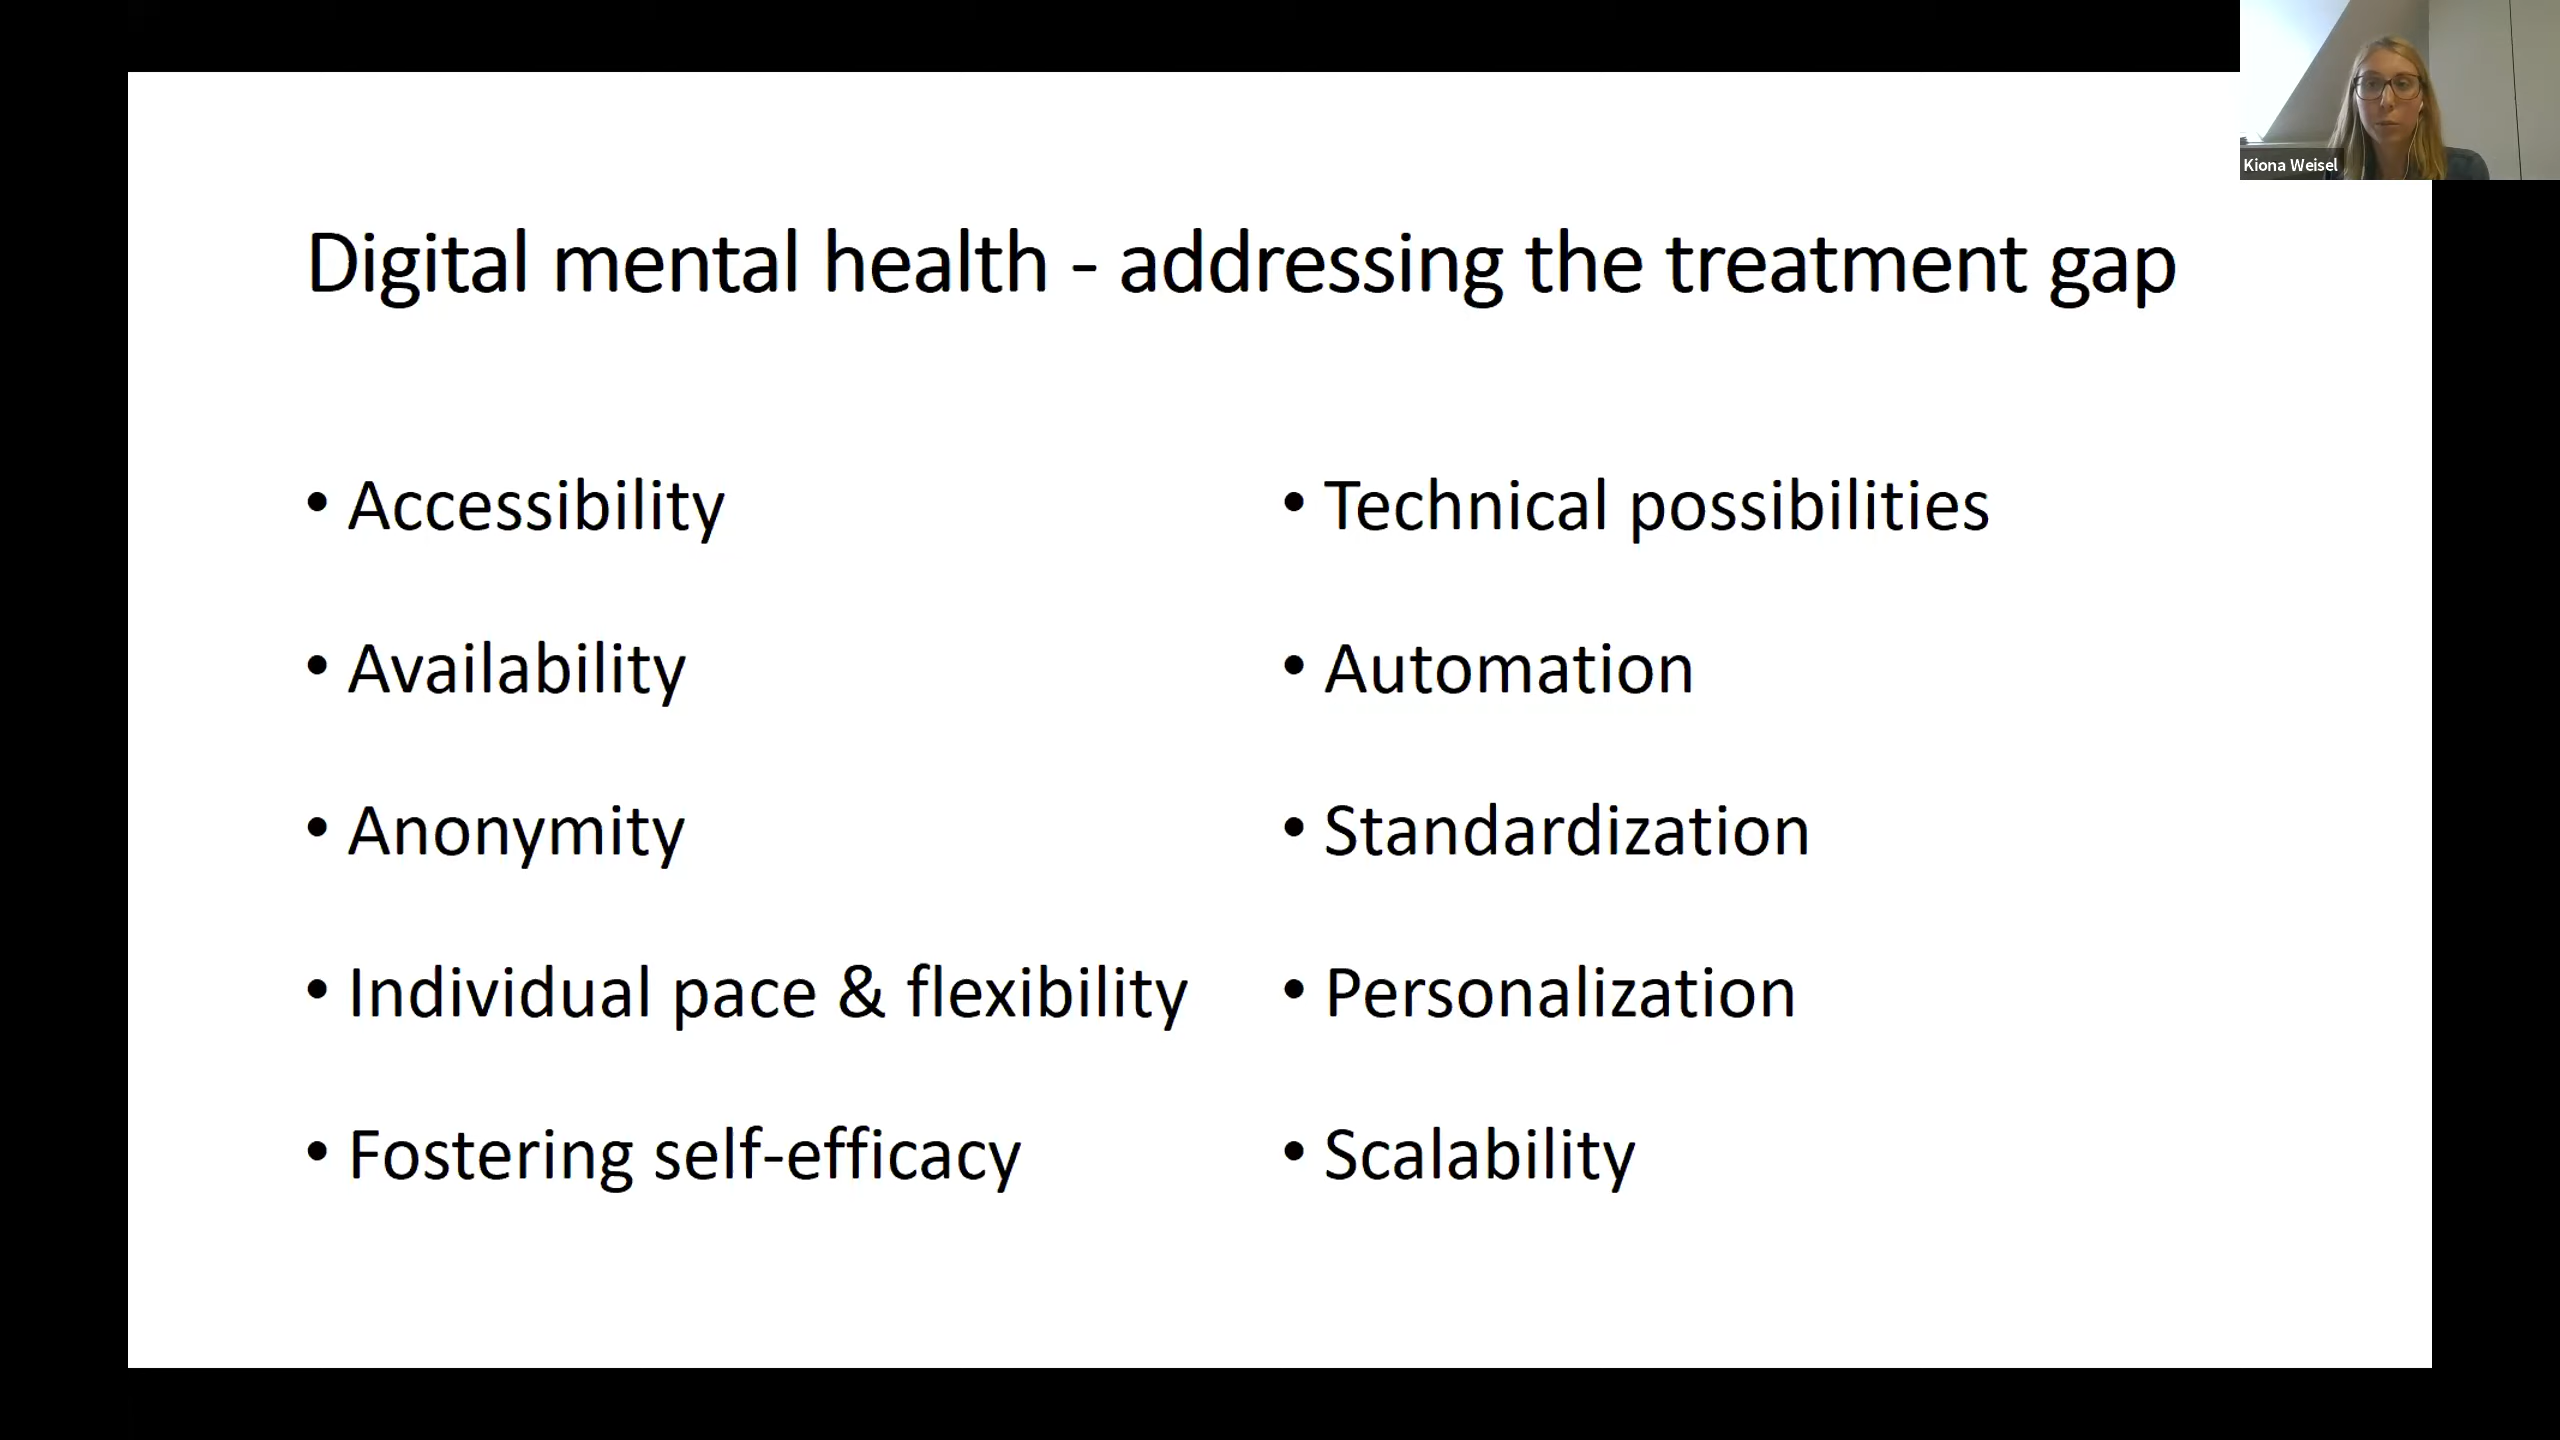 Kiona Weisel
Digital mental health - addressing the treatment gap
• Accessibility
• Availability
• Anonymity
• Individual pace & flexibility
• Fostering self-efficacy
• Technical possibilities
• Automation
• Standardization
• Personalization
• Scalability